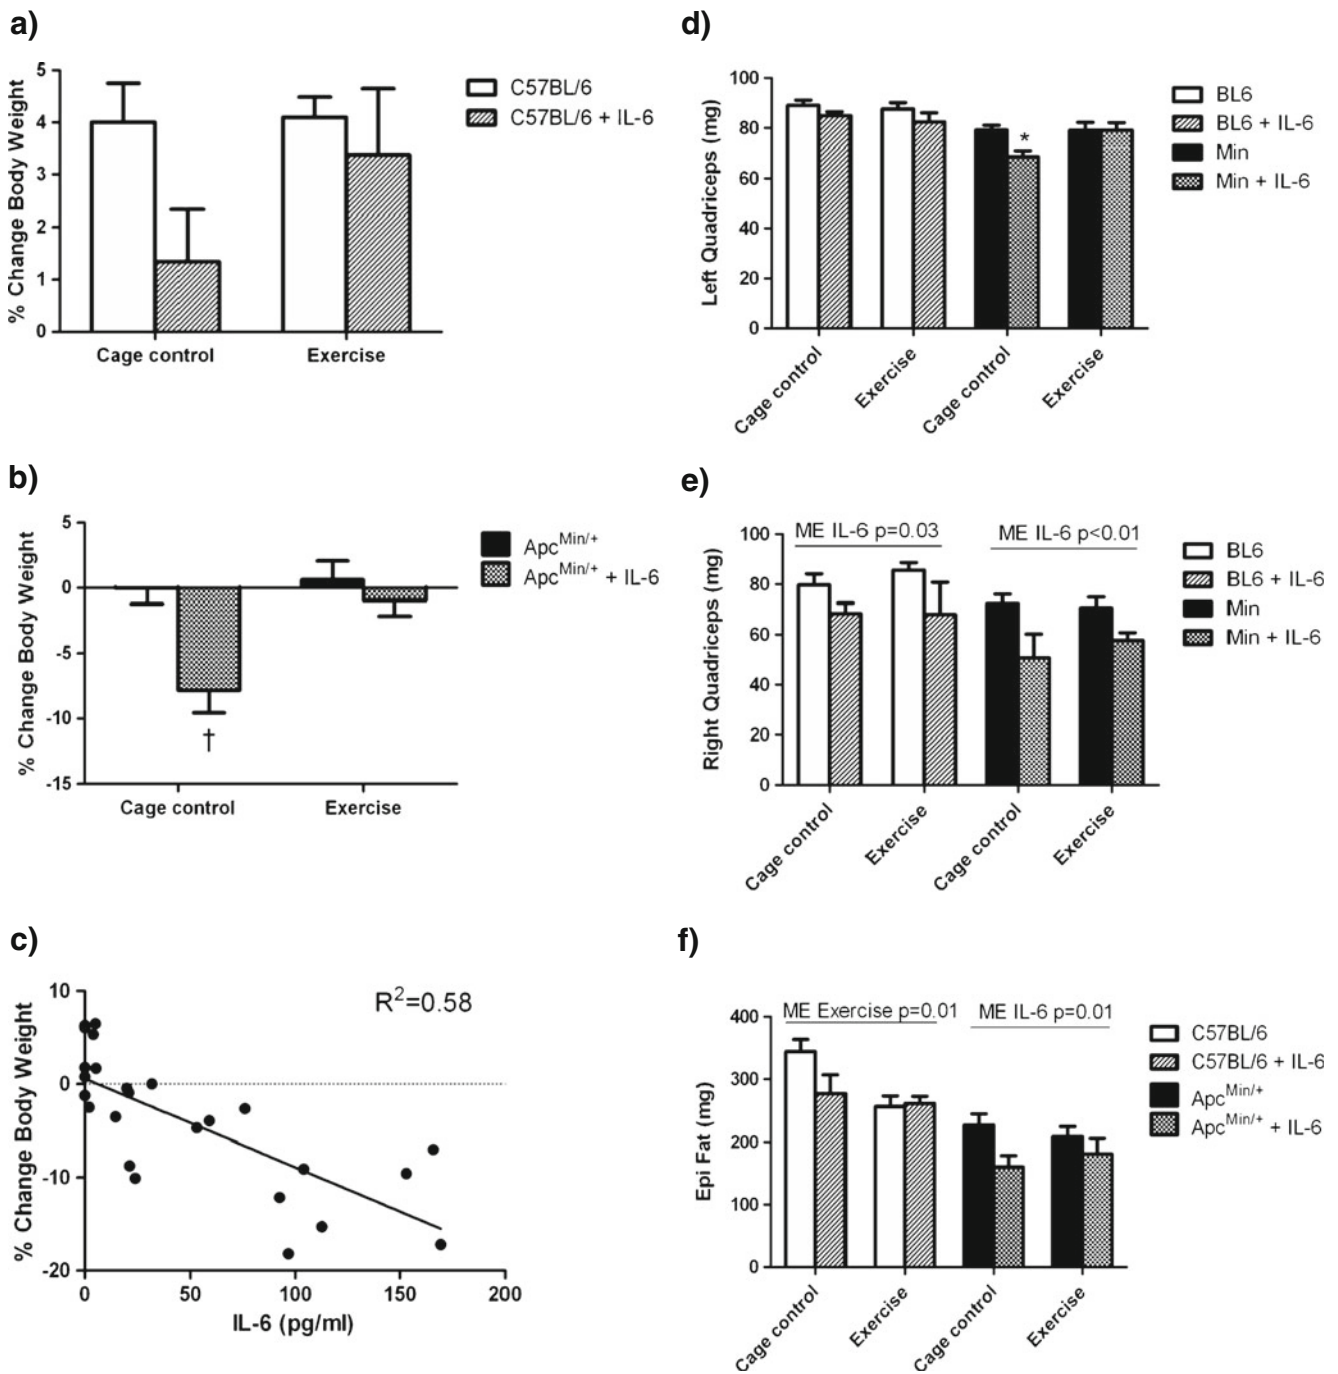 a)
% Change Body Weight
5
4
3
2
1
0
Cage control
Exercise
C57BL/6
C57BL/6 + IL-6
b)
% Change Body Weight
5
0
-5
-10
-15
†
Cage control
Exercise
Apc^Min/+
Apc^Min/+ + IL-6
c)
% Change Body Weight
10
0
-10
-20
R²=0.58
0
50
100
150
200
IL-6 (pg/ml)
d)
Left Quadriceps (mg)
100
80
60
40
20
0
*
Cage control
Exercise
Cage control
Exercise
BL6
BL6 + IL-6
Min
Min + IL-6
e)
Right Quadriceps (mg)
ME IL-6 p=0.03
ME IL-6 p<0.01
100
80
60
40
20
0
Cage control
Exercise
Cage control
Exercise
BL6
BL6 + IL-6
Min
Min + IL-6
f)
Epi Fat (mg)
ME Exercise p=0.01
ME IL-6 p=0.01
400
300
200
100
0
Cage control
Exercise
Cage control
Exercise
C57BL/6
C57BL/6 + IL-6
Apc^Min/+
Apc^Min/+ + IL-6